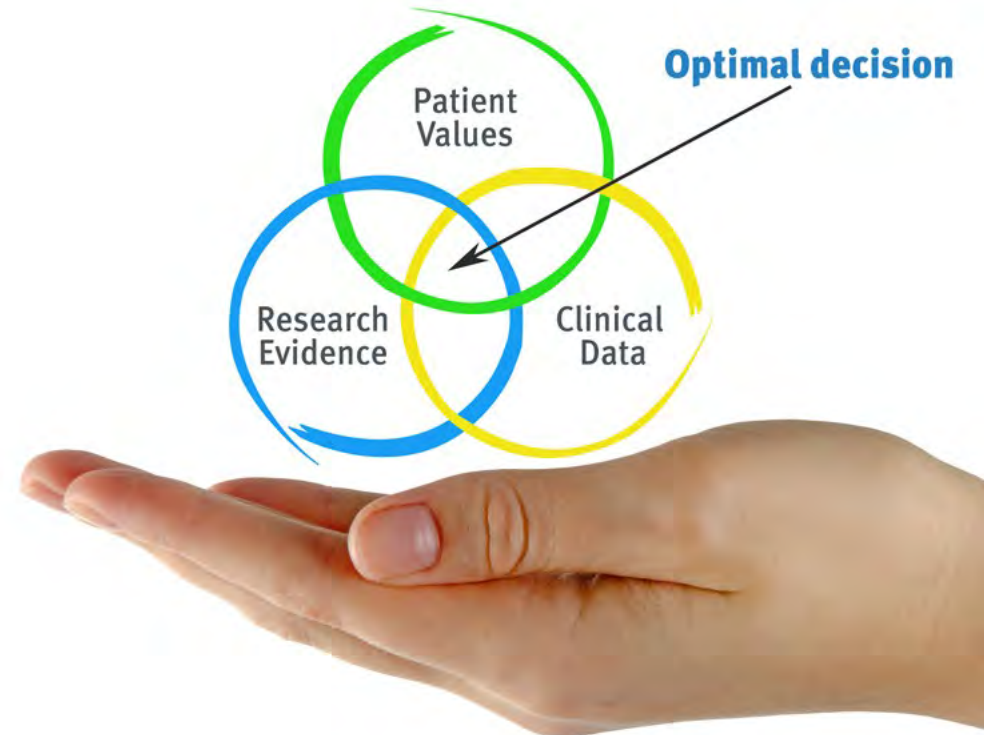 Optimal decision
Patient
Values
Research
Evidence
Clinical
Data